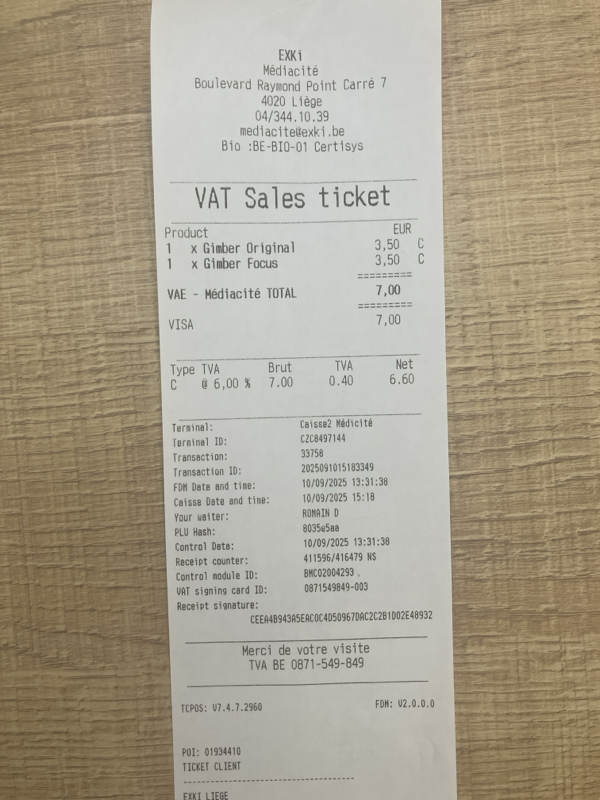 EXKi
Médiacité
Boulevard Raymond Point Carré 7
4020 Liège
04/344.10.39
mediacite@exki.be
Bio :BE-BIO-01 Certisys
VAT Sales ticket
Product EUR
1 x Gimber Original 3,50 C
1 x Gimber Focus 3,50 C
=========
VAE - Médiacité TOTAL 7,00
=========
VISA 7,00
Type TVA Brut TVA Net
C @ 6,00 % 7.00 0.40 6.60
Terminal: Caisse2 Médicité
Terminal ID: C2C8497144
Transaction: 33758
Transaction ID: 2025091015183349
FDM Date and time: 10/09/2025 13:31:38
Caisse Date and time: 10/09/2025 15:18
Your waiter: ROMAIN D
PLU Hash: 8035e5aa
Control Date: 10/09/2025 13:31:38
Receipt counter: 411596/416479 NS
Control module ID: BMC02004293
VAT signing card ID: 0871549849-003
Receipt signature:
CEEA4B943A5EAC0C4D50967DAC2C2B1D02E48932
Merci de votre visite
TVA BE 0871-549-849
TCPOS: V7.4.7.2960 FDM: V2.0.0.0
POI: 01934410
TICKET CLIENT
-----------------------------------
EXKI LIEGE